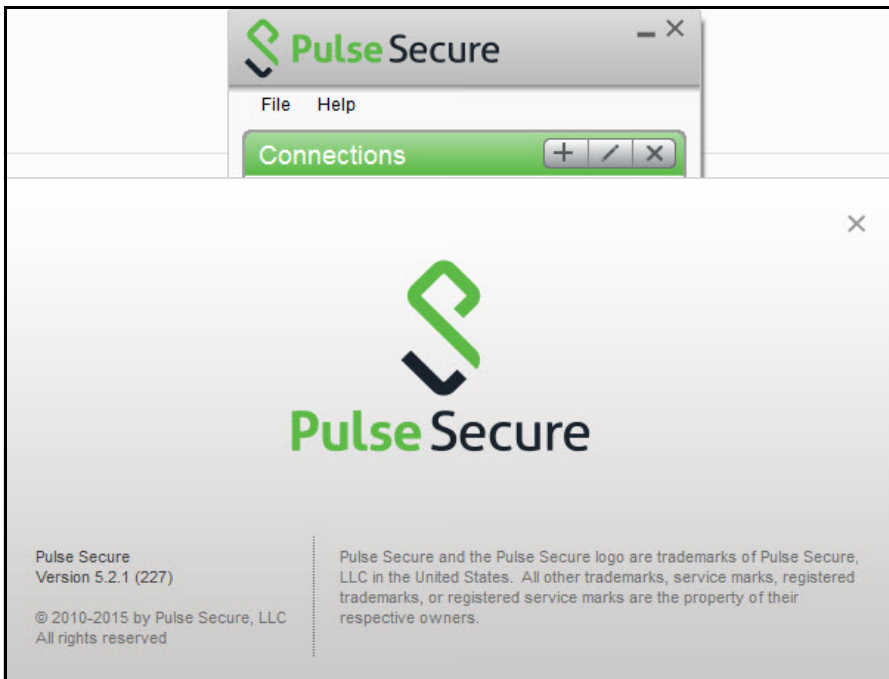 Pulse Secure
File Help
Connections
Pulse Secure
Pulse Secure
Version 5.2.1 (227)
© 2010-2015 by Pulse Secure, LLC
All rights reserved
Pulse Secure and the Pulse Secure logo are trademarks of Pulse Secure,
LLC in the United States. All other trademarks, service marks, registered
trademarks, or registered service marks are the property of their
respective owners.